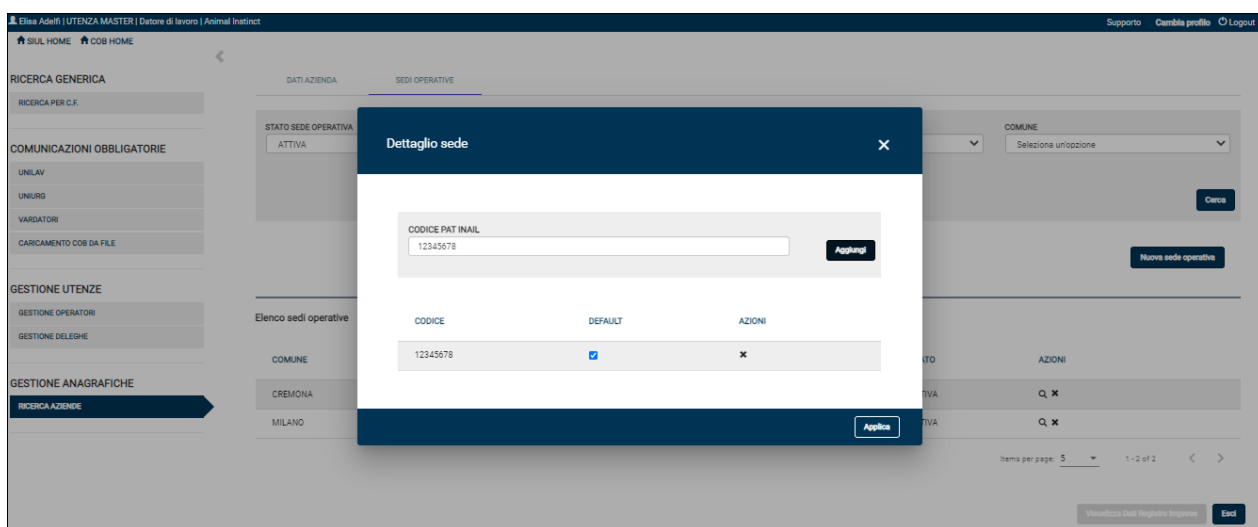 Elisa Adelfi | UTENZA MASTER | Datore di lavoro | Animal Instinct
Supporto Cambia profilo Logout
SIUL HOME COB HOME
RICERCA GENERICA
RICERCA PER C.F.
COMUNICAZIONI OBBLIGATORIE
UNILAV
UNIURG
VARDATORI
CARICAMENTO COB DA FILE
GESTIONE UTENZE
GESTIONE OPERATORI
GESTIONE DELEGHE
GESTIONE ANAGRAFICHE
RICERCA AZIENDE
DATI AZIENDA SEDI OPERATIVE
STATO SEDE OPERATIVA
ATTIVA
COMUNE
Seleziona un'opzione
Cerca
Nuova sede operativa
Dettaglio sede
CODICE PAT INAIL
12345678
Aggiungi
CODICE DEFAULT AZIONI
12345678
Applica
Elenco sedi operative
COMUNE TO AZIONI
CREMONA TIVA
MILANO TIVA
Items per page: 5 1 - 2 of 2
Visualizza Dati Registro Imprese Esci